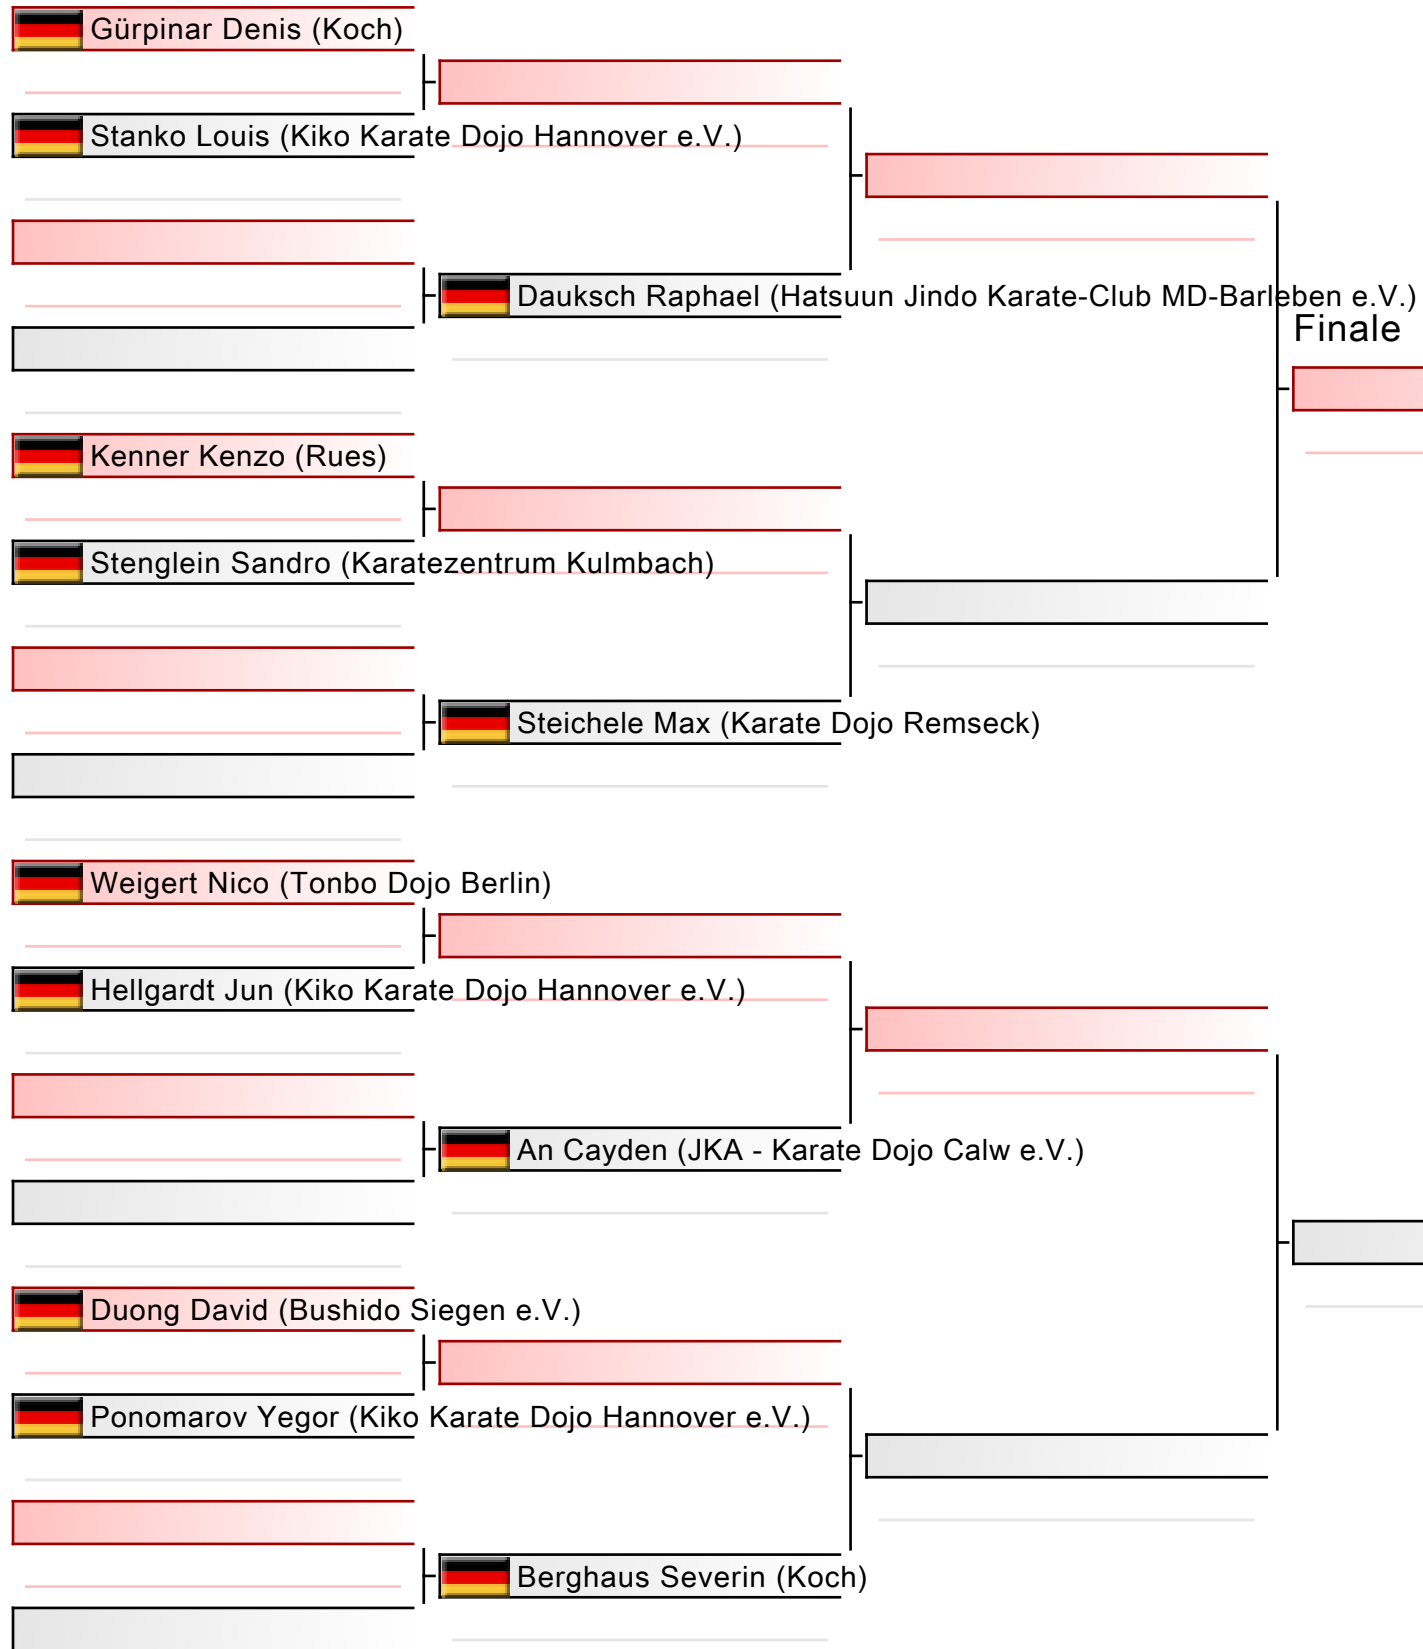 Gürpinar Denis (Koch)
Stanko Louis (Kiko Karate Dojo Hannover e.V.)
Dauksch Raphael (Hatsuun Jindo Karate-Club MD-Barleben e.V.)
Finale
Kenner Kenzo (Rues)
Stenglein Sandro (Karatezentrum Kulmbach)
Steichele Max (Karate Dojo Remseck)
Weigert Nico (Tonbo Dojo Berlin)
Hellgardt Jun (Kiko Karate Dojo Hannover e.V.)
An Cayden (JKA - Karate Dojo Calw e.V.)
Duong David (Bushido Siegen e.V.)
Ponomarov Yegor (Kiko Karate Dojo Hannover e.V.)
Berghaus Severin (Koch)